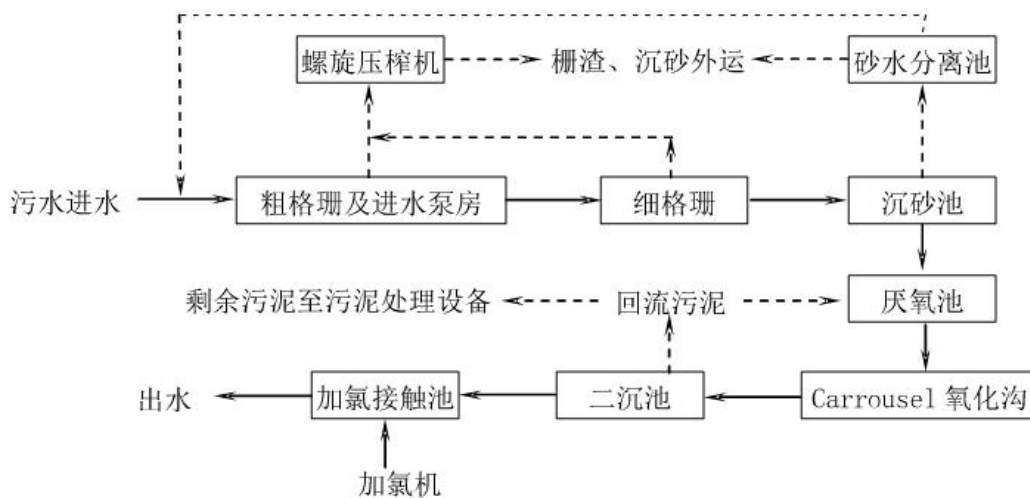 螺旋压榨机
栅渣、沉砂外运
砂水分离池
污水进水
粗格珊及进水泵房
细格珊
沉砂池
剩余污泥至污泥处理设备
回流污泥
厌氧池
出水
加氯接触池
二沉池
Carrousel 氧化沟
加氯机